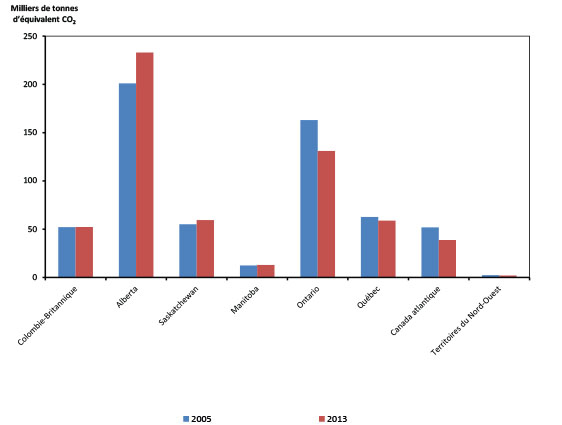 Milliers de tonnes
d'équivalent CO₂
250
200
150
100
50
0
Colombie-Britannique
Alberta
Saskatchewan
Manitoba
Ontario
Québec
Canada atlantique
Territoires du Nord-Ouest
2005
2013